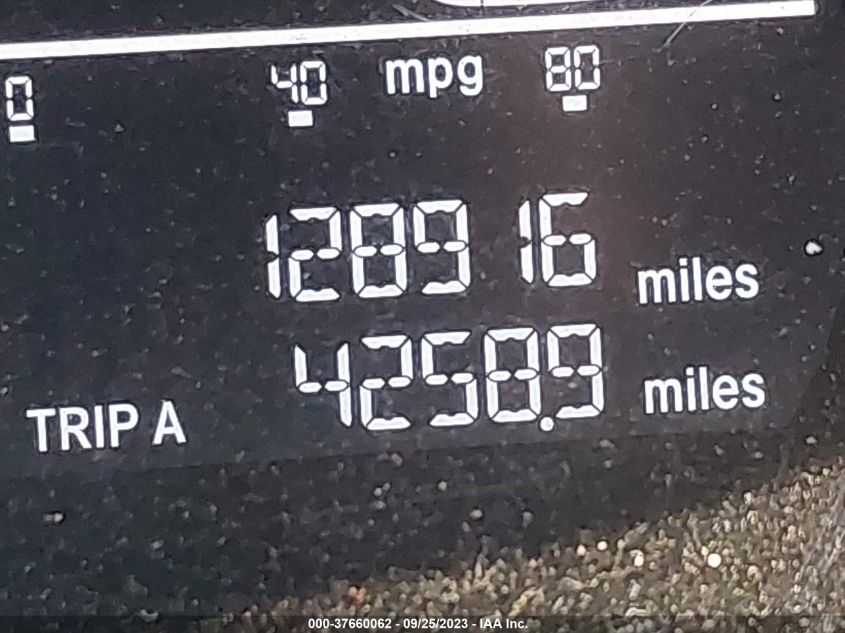 0 40 mpg 80
128916 miles
TRIP A 4258.9 miles
000-37660062 - 09/25/2023 - IAA Inc.